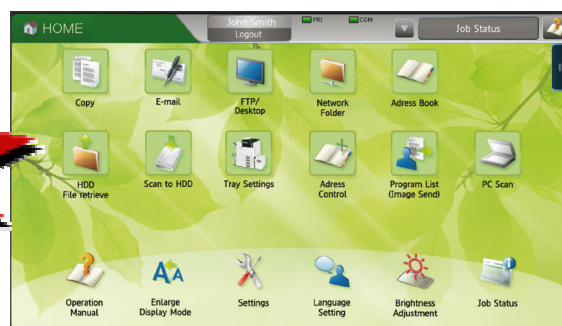 HOME
John Smith
Logout
PRI
COM
Job Status
Copy
E-mail
FTP/
Desktop
Network
Folder
Adress Book
HDD
File retrieve
Scan to HDD
Tray Settings
Adress
Control
Program List
(Image Send)
PC Scan
Operation
Manual
Enlarge
Display Mode
Settings
Language
Setting
Brightness
Adjustment
Job Status